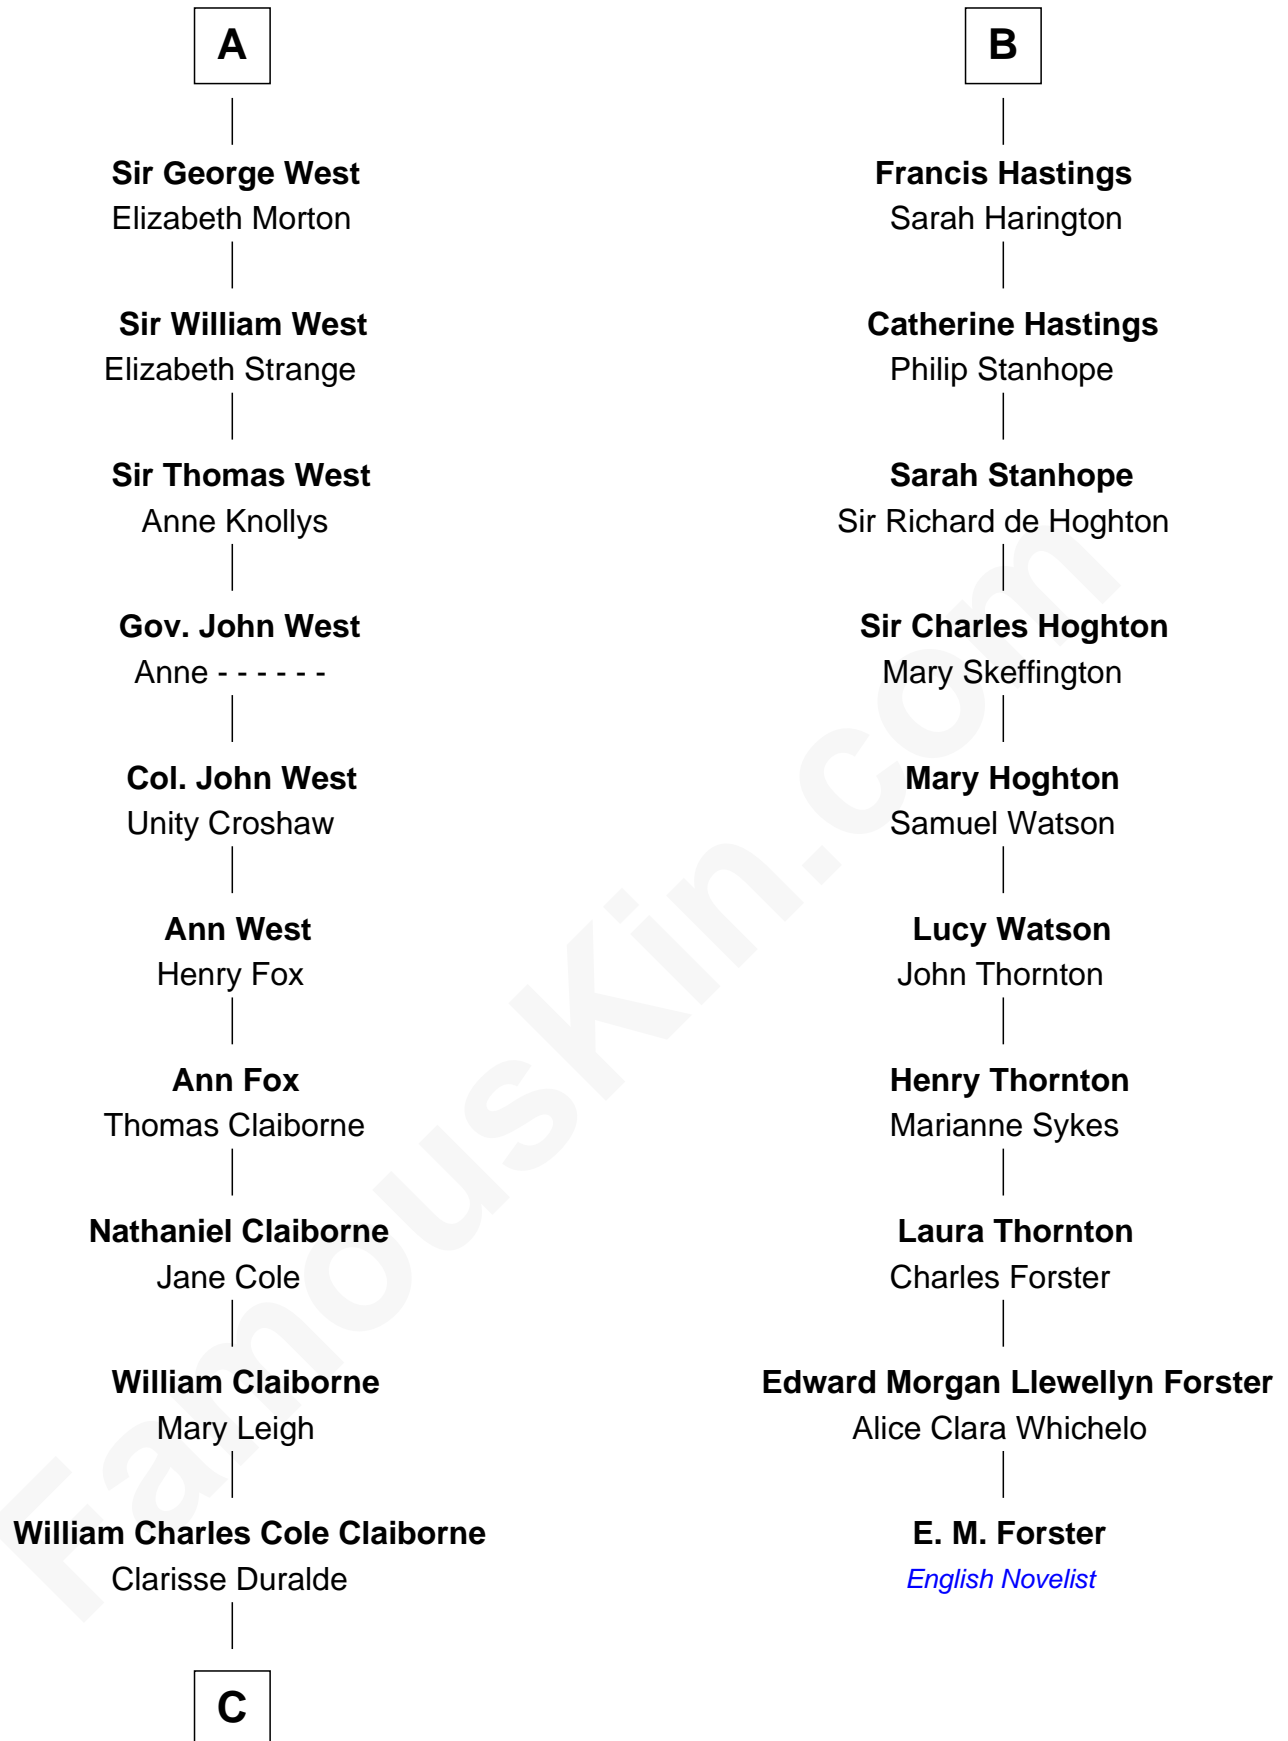 A
Sir George West
Elizabeth Morton
Sir William West
Elizabeth Strange
Sir Thomas West
Anne Knollys
Gov. John West
Anne - - - - - -
Col. John West
Unity Croshaw
Ann West
Henry Fox
Ann Fox
Thomas Claiborne
Nathaniel Claiborne
Jane Cole
William Claiborne
Mary Leigh
William Charles Cole Claiborne
Clarisse Duralde
C
B
Francis Hastings
Sarah Harington
Catherine Hastings
Philip Stanhope
Sarah Stanhope
Sir Richard de Hoghton
Sir Charles Hoghton
Mary Skeffington
Mary Hoghton
Samuel Watson
Lucy Watson
John Thornton
Henry Thornton
Marianne Sykes
Laura Thornton
Charles Forster
Edward Morgan Llewellyn Forster
Alice Clara Whichelo
E. M. Forster
English Novelist
FamousKin.com